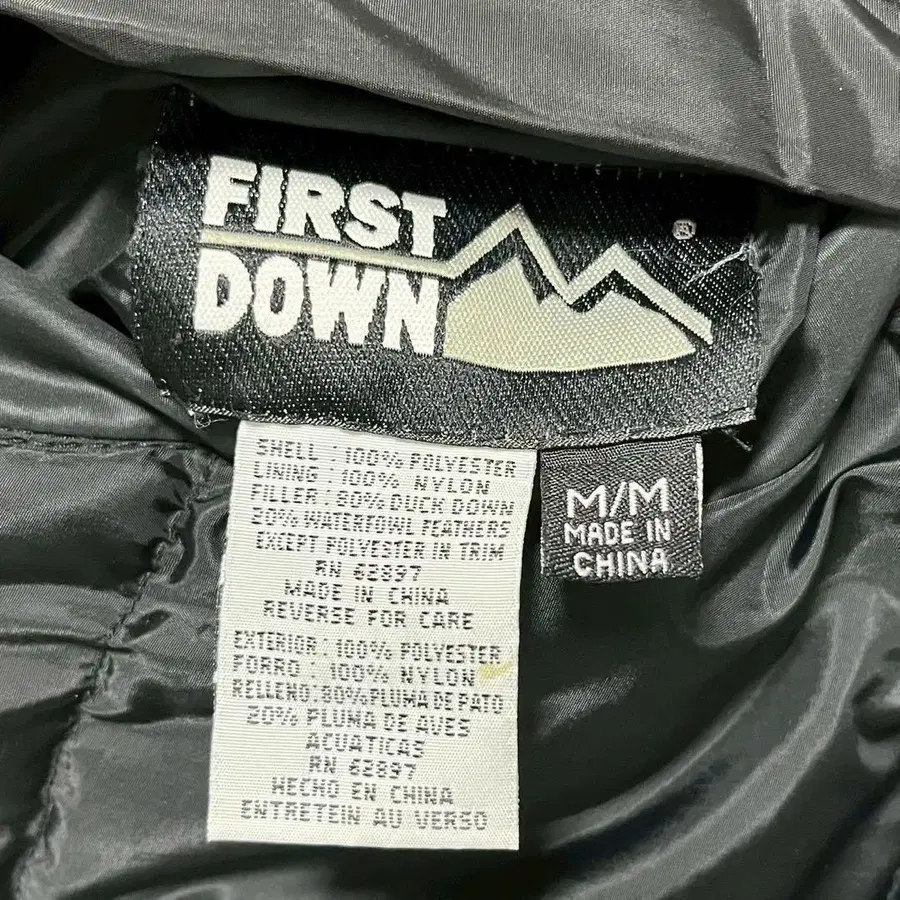 FIRST
DOWN
®
SHELL : 100% POLYESTER
LINING : 100% NYLON
FILLER : 80% DUCK DOWN
20% WATERFOWL FEATHERS
EXCEPT POLYESTER IN TRIM
RN 62897
MADE IN CHINA
REVERSE FOR CARE
EXTERIOR : 100% POLYESTER
FORRO : 100% NYLON
RELLENO : 80% PLUMA DE PATO
20% PLUMA DE AVES
ACUATICAS
RN 62897
HECHO EN CHINA
ENTRETEIN AU VERSO
M/M
MADE IN
CHINA